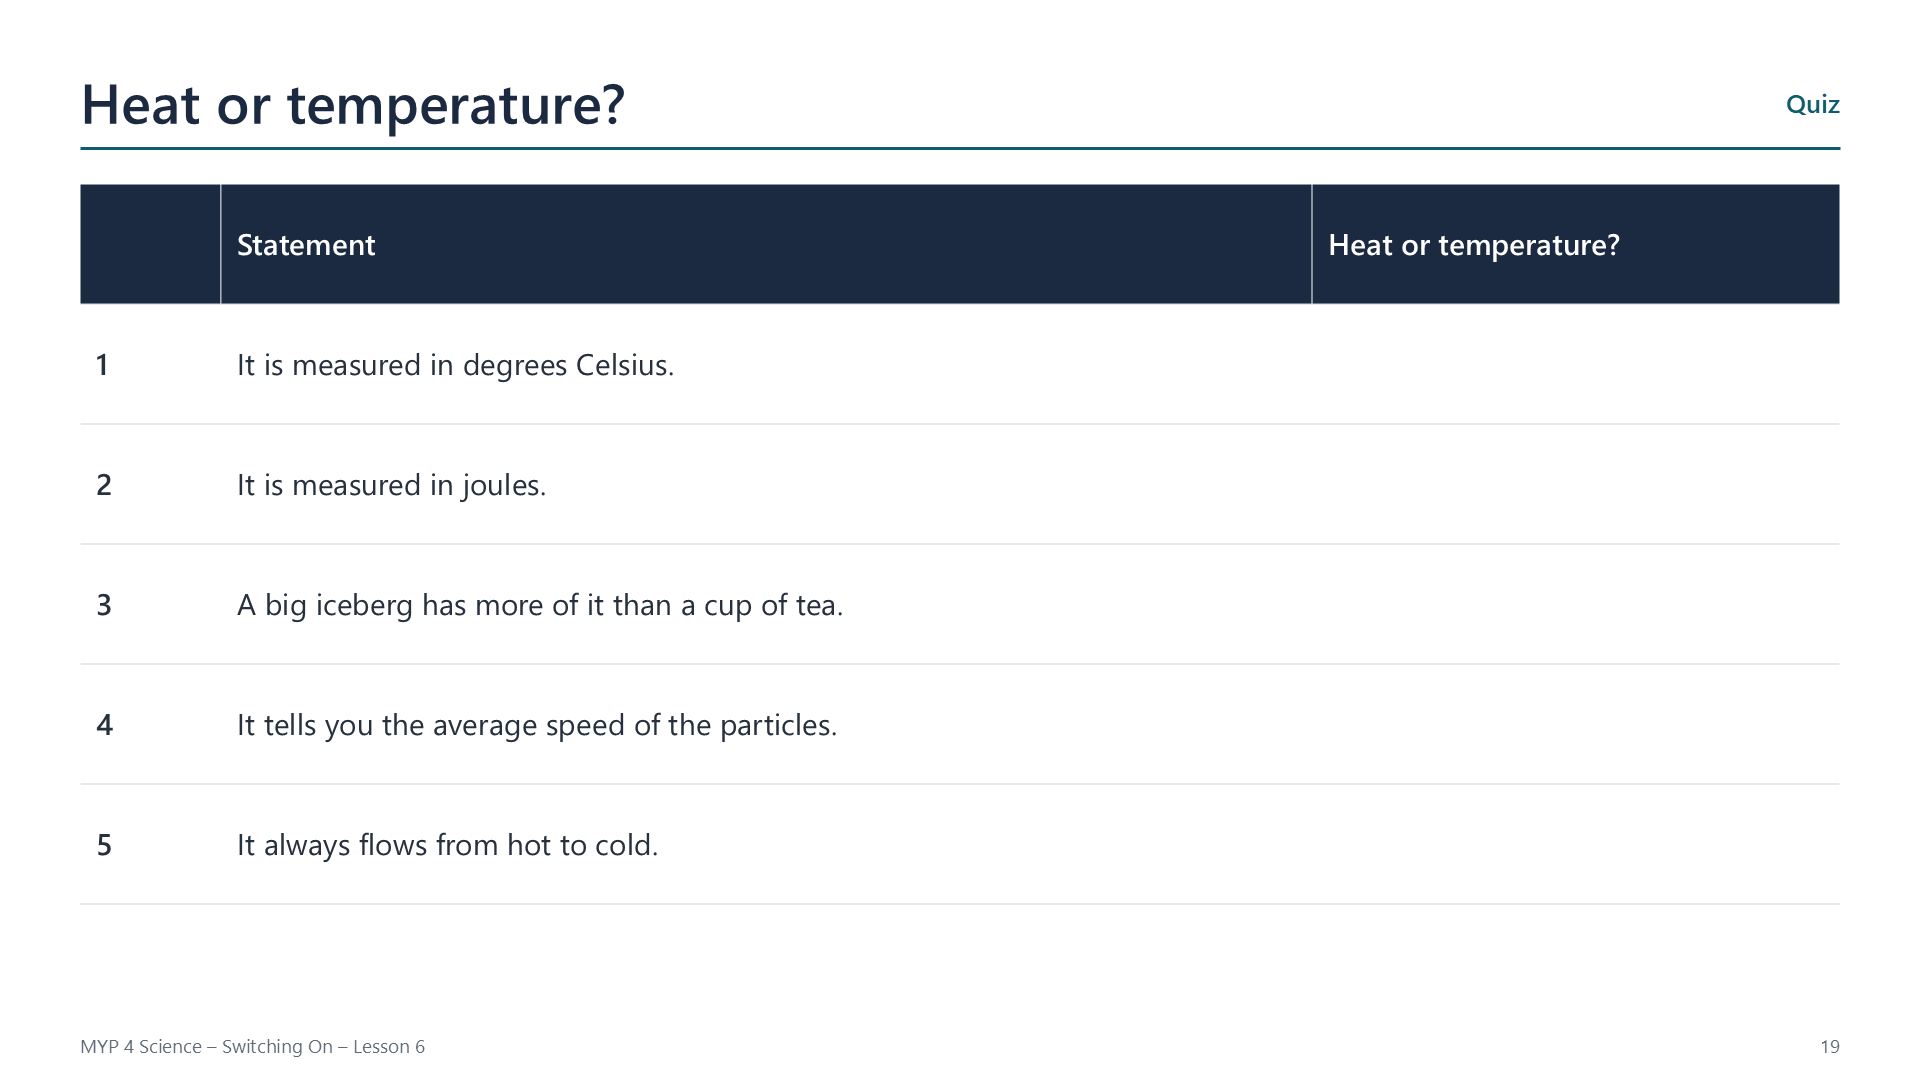 Heat or temperature?
Quiz
Statement
Heat or temperature?
1 It is measured in degrees Celsius.
2 It is measured in joules.
3 A big iceberg has more of it than a cup of tea.
4 It tells you the average speed of the particles.
5 It always flows from hot to cold.
MYP 4 Science – Switching On – Lesson 6
19